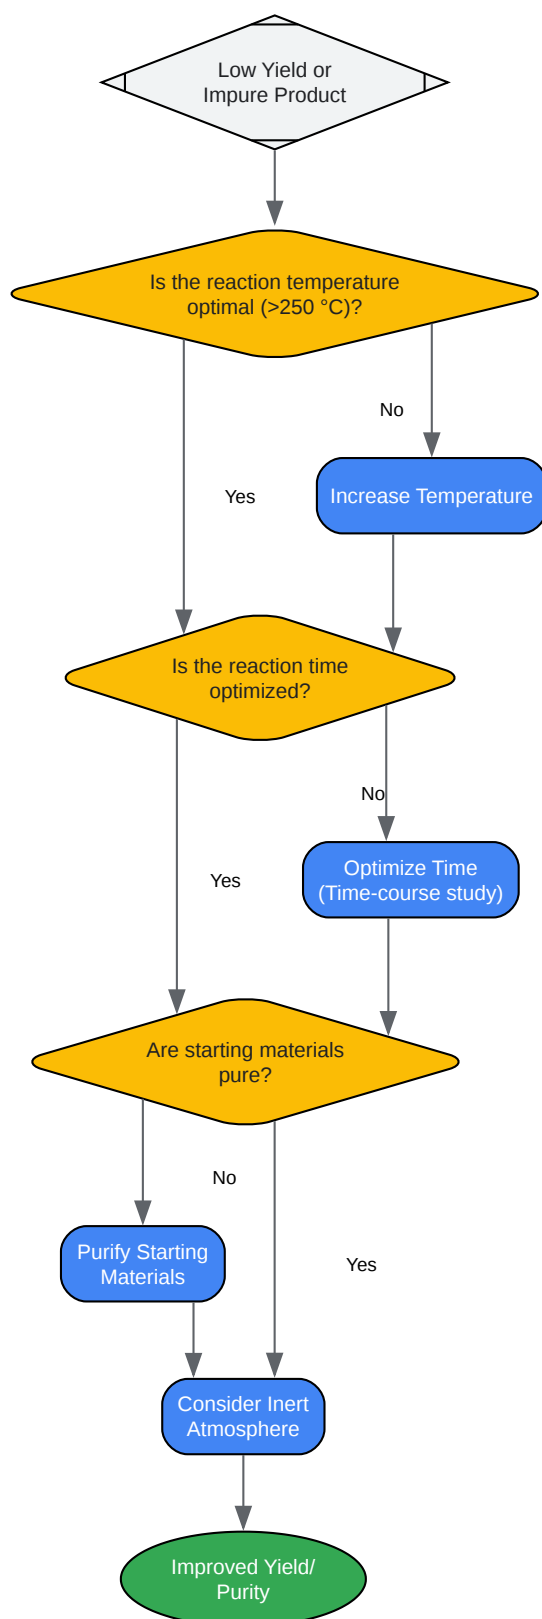 Low Yield or
Impure Product
Is the reaction temperature
optimal (>250 °C)?
No
Yes
Increase Temperature
Is the reaction time
optimized?
No
Yes
Optimize Time
(Time-course study)
Are starting materials
pure?
No
Purify Starting
Materials
Yes
Consider Inert
Atmosphere
Improved Yield/
Purity